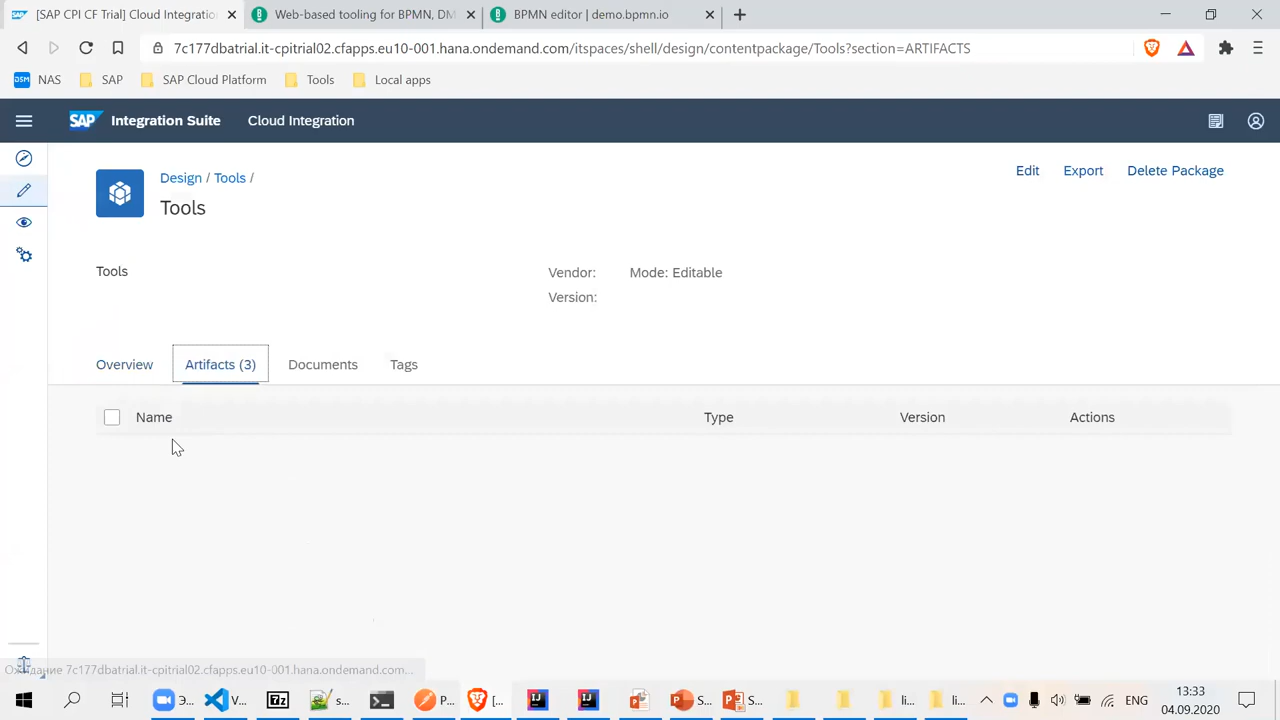 [SAP CPI CF Trial] Cloud Integration
Web-based tooling for BPMN, DM
BPMN editor | demo.bpmn.io
7c177dbatrial.it-cpitrial02.cfapps.eu10-001.hana.ondemand.com/itspaces/shell/design/contentpackage/Tools?section=ARTIFACTS
NAS SAP SAP Cloud Platform Tools Local apps
SAP Integration Suite Cloud Integration
Design / Tools /
Edit Export Delete Package
Tools
Tools
Vendor: Mode: Editable
Version:
Overview Artifacts (3) Documents Tags
Name Type Version Actions
Ожидание 7c177dbatrial.it-cpitrial02.cfapps.eu10-001.hana.ondemand.com...
Э... V... s... P... [... S... S... li... li... ENG
13:33
04.09.2020